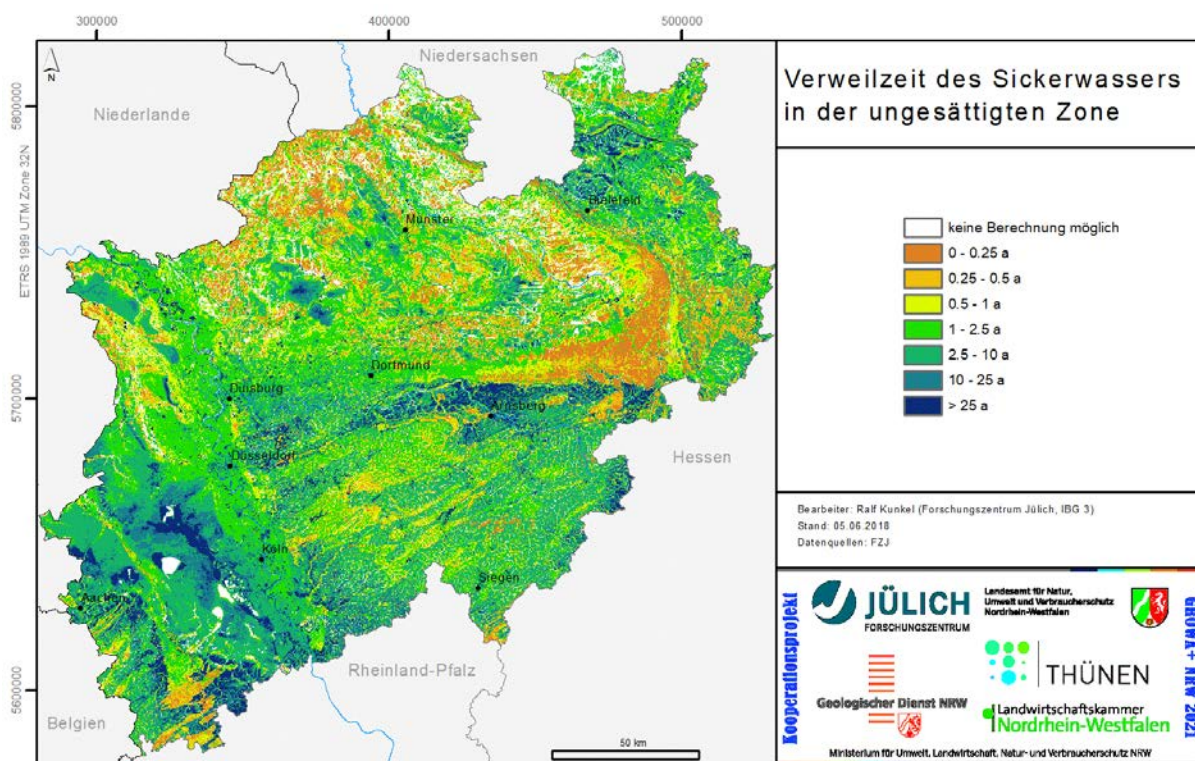 300000
400000
500000
5800000
5700000
5600000
ETRS 1989 UTM Zone 32N
N
Niedersachsen
Niederlande
Bielefeld
Münster
Dortmund
Duisburg
Arnsberg
Hessen
Düsseldorf
Köln
Siegen
Aachen
Rheinland-Pfalz
Belgien
50 km
Verweilzeit des Sickerwassers
in der ungesättigten Zone
keine Berechnung möglich
0 - 0.25 a
0.25 - 0.5 a
0.5 - 1 a
1 - 2.5 a
2.5 - 10 a
10 - 25 a
> 25 a
Bearbeiter: Ralf Kunkel (Forschungszentrum Jülich, IBG 3)
Stand: 05.06.2018
Datenquellen: FZJ
Kooperationsprojekt
JÜLICH
FORSCHUNGSZENTRUM
Landesamt für Natur,
Umwelt und Verbraucherschutz
Nordrhein-Westfalen
GROWA+ NRW 2021
Geologischer Dienst NRW
THÜNEN
Landwirtschaftskammer
Nordrhein-Westfalen
Ministerium für Umwelt, Landwirtschaft, Natur- und Verbraucherschutz NRW